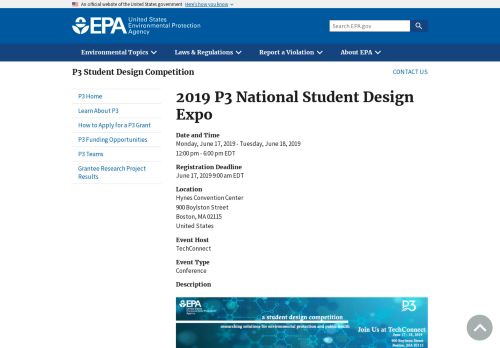 An official website of the United States government Here's how you know
EPA United States
Environmental Protection
Agency
Search EPA.gov
Environmental Topics Laws & Regulations Report a Violation About EPA
P3 Student Design Competition
CONTACT US
P3 Home
Learn About P3
How to Apply for a P3 Grant
P3 Funding Opportunities
P3 Teams
Grantee Research Project
Results
2019 P3 National Student Design
Expo
Date and Time
Monday, June 17, 2019 - Tuesday, June 18, 2019
12:00 pm - 6:00 pm EDT
Registration Deadline
June 17, 2019 9:00 am EDT
Location
Hynes Convention Center
900 Boylston Street
Boston, MA 02115
United States
Event Host
TechConnect
Event Type
Conference
Description
EPA
P3
a student design competition
researching solutions for environmental protection and public health
Join Us at TechConnect
June 17 - 18, 2019
900 Boylston Street
Boston, MA 02115